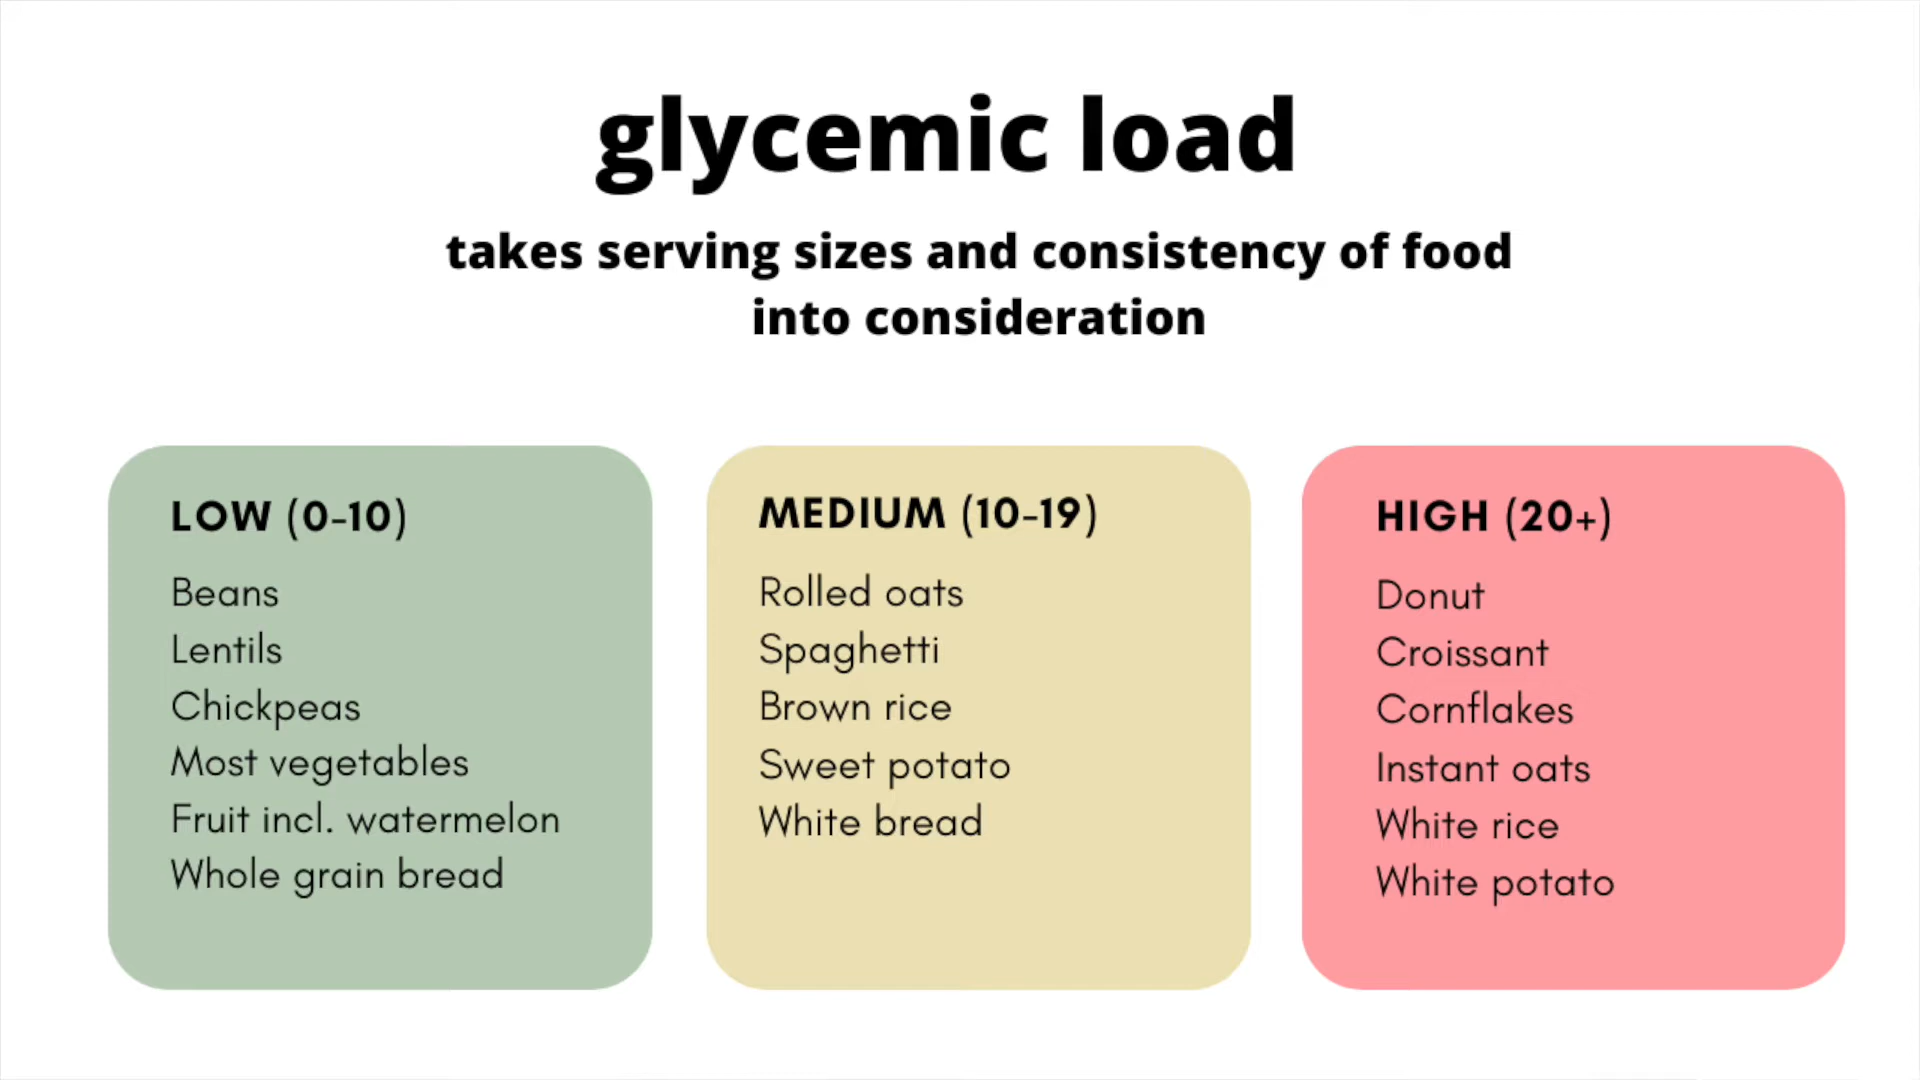 glycemic load
takes serving sizes and consistency of food
into consideration
LOW (0-10)
Beans
Lentils
Chickpeas
Most vegetables
Fruit incl. watermelon
Whole grain bread
MEDIUM (10-19)
Rolled oats
Spaghetti
Brown rice
Sweet potato
White bread
HIGH (20+)
Donut
Croissant
Cornflakes
Instant oats
White rice
White potato